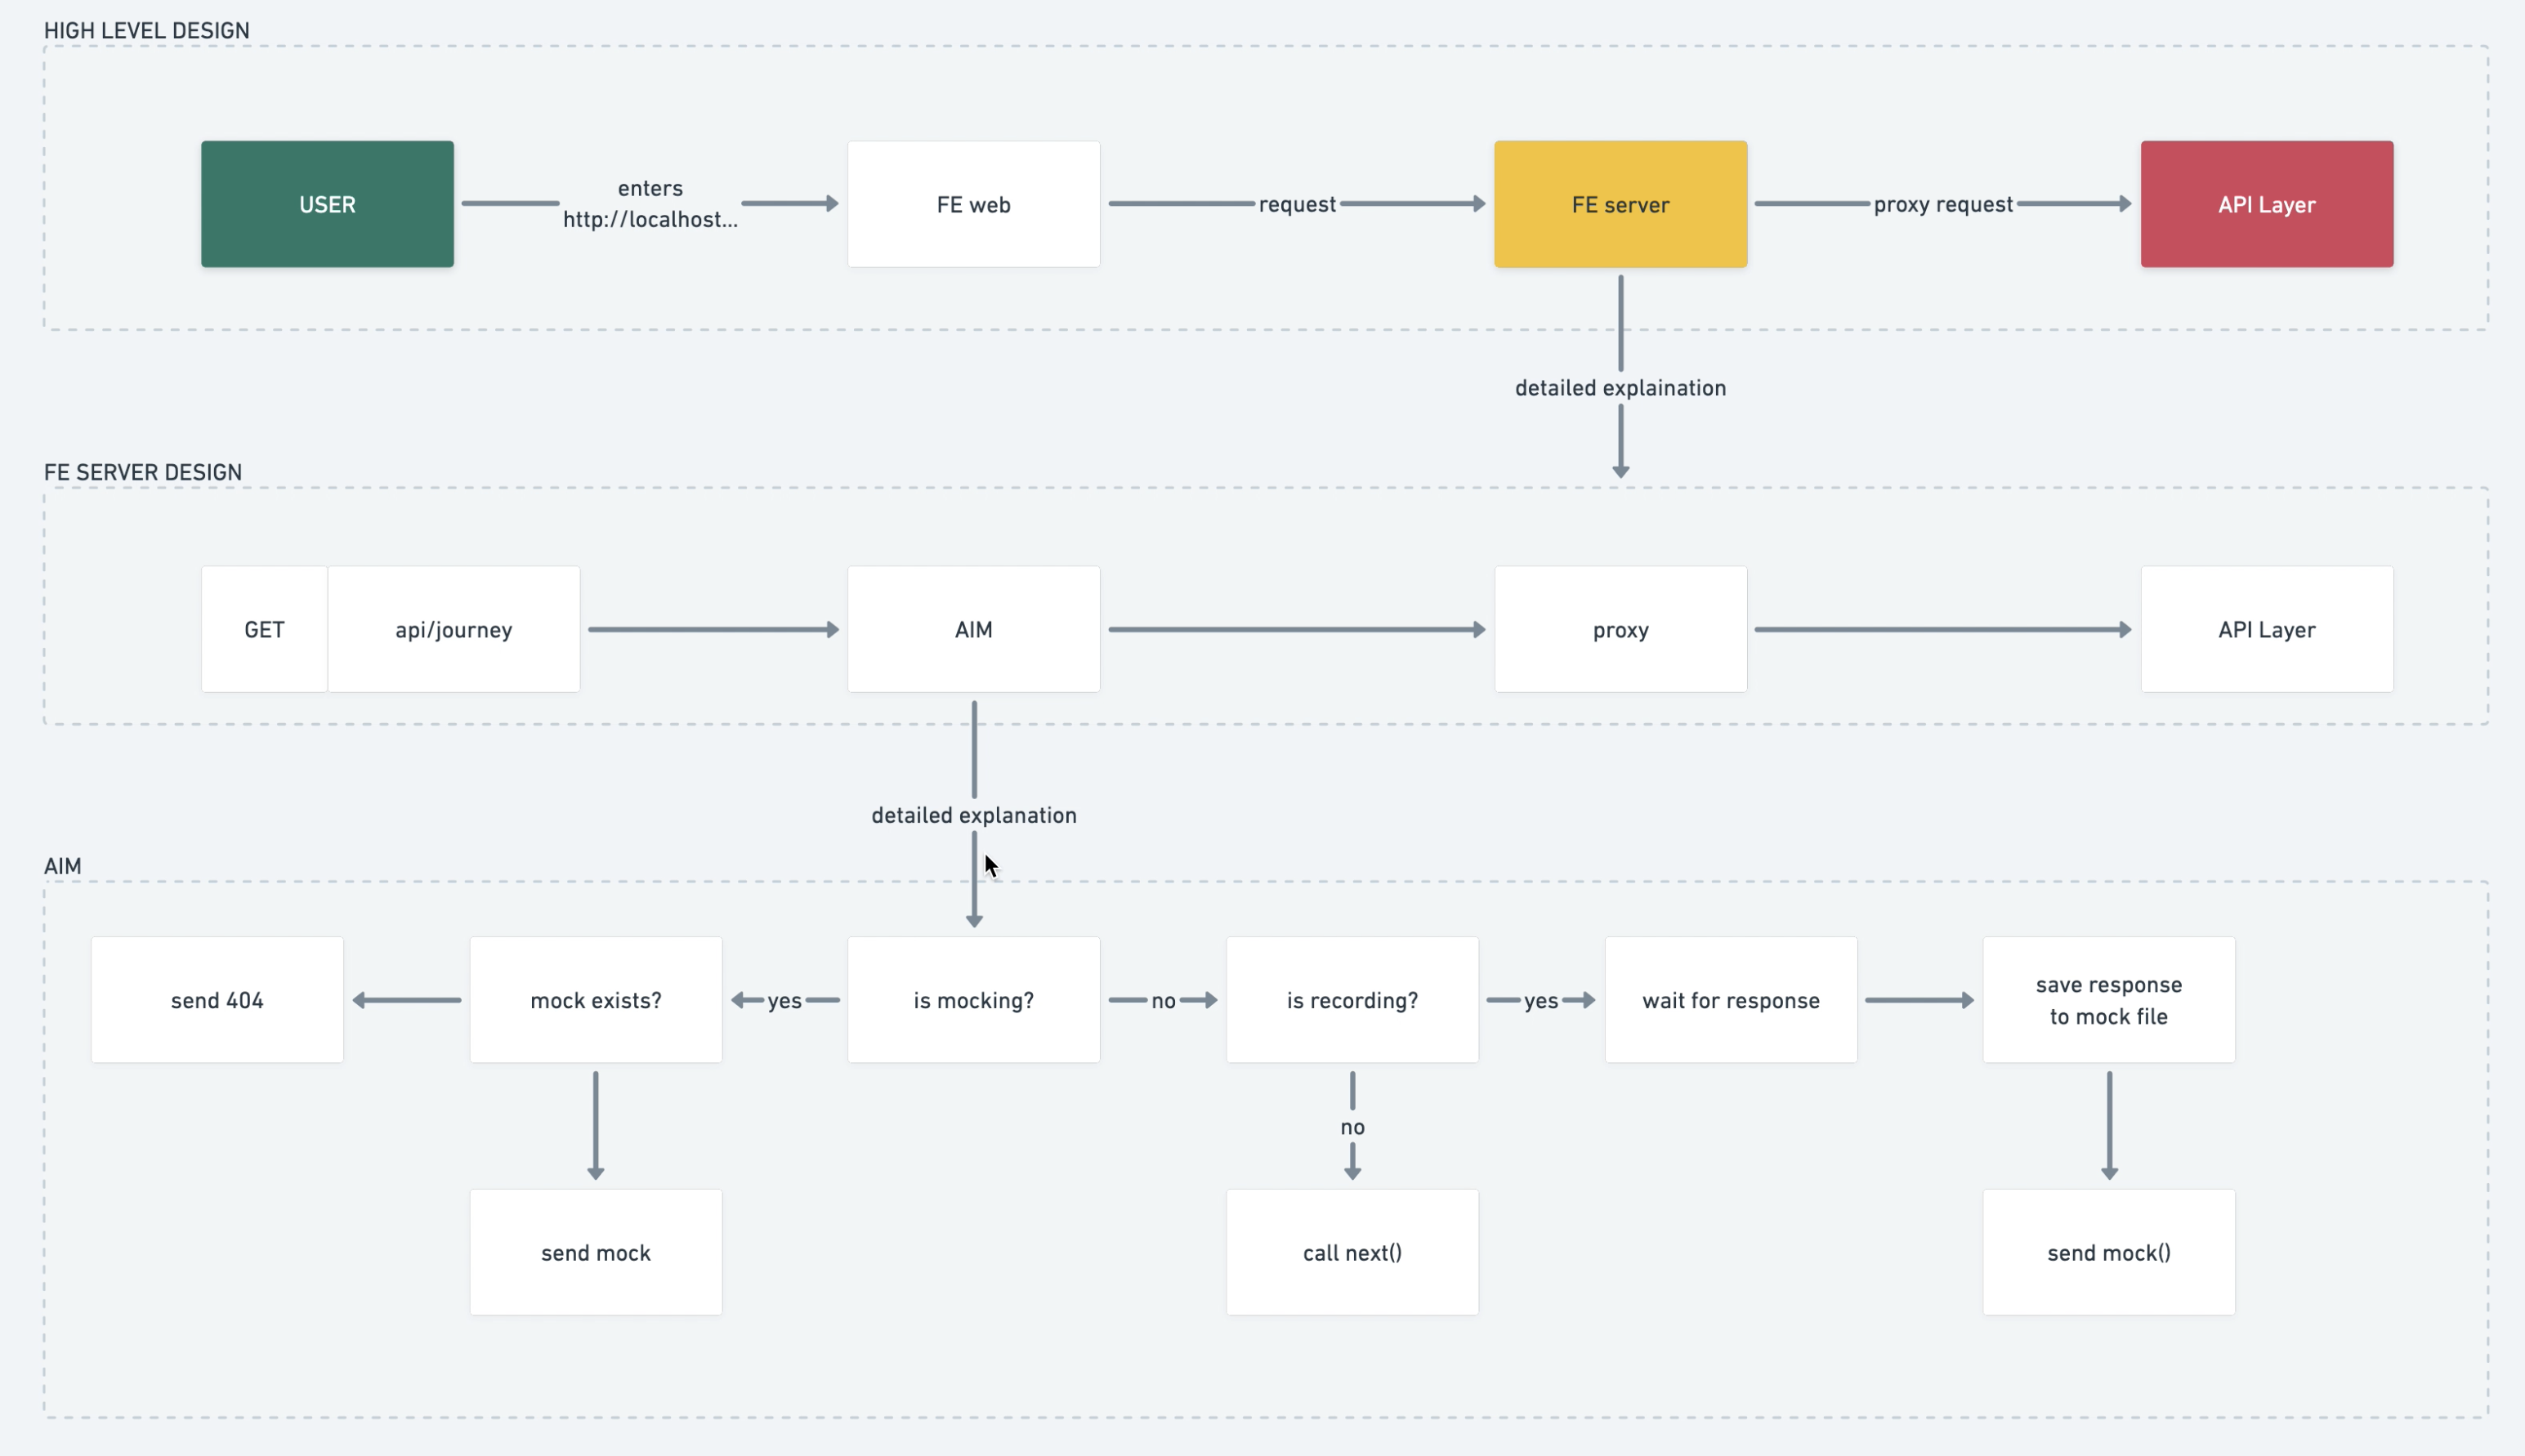 HIGH LEVEL DESIGN
USER
enters
http://localhost...
FE web
request
FE server
proxy request
API Layer
detailed explaination
FE SERVER DESIGN
GET
api/journey
AIM
proxy
API Layer
detailed explanation
AIM
send 404
mock exists?
yes
is mocking?
no
is recording?
yes
wait for response
save response
to mock file
no
send mock
call next()
send mock()